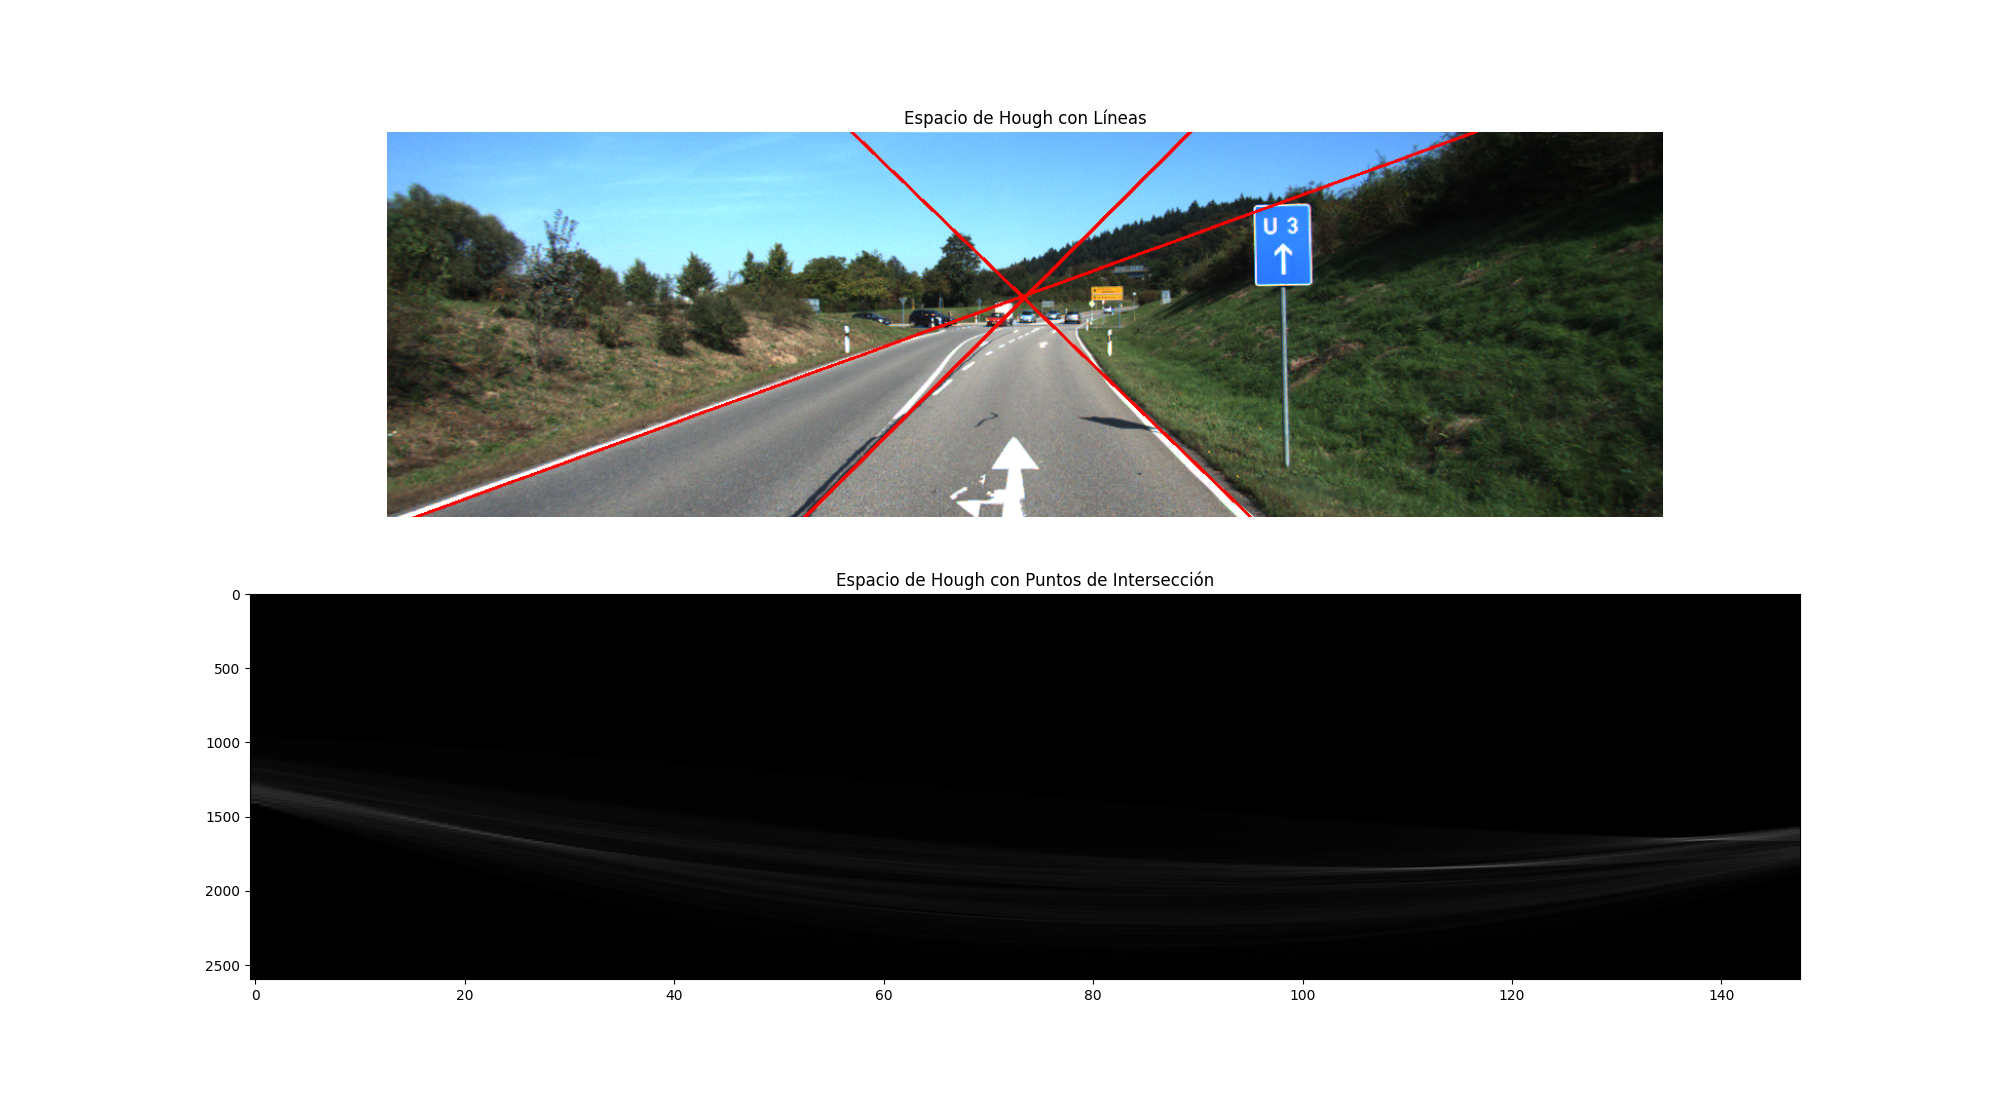 Espacio de Hough con Líneas
U 3
Espacio de Hough con Puntos de Intersección
0
500
1000
1500
2000
2500
0 20 40 60 80 100 120 140